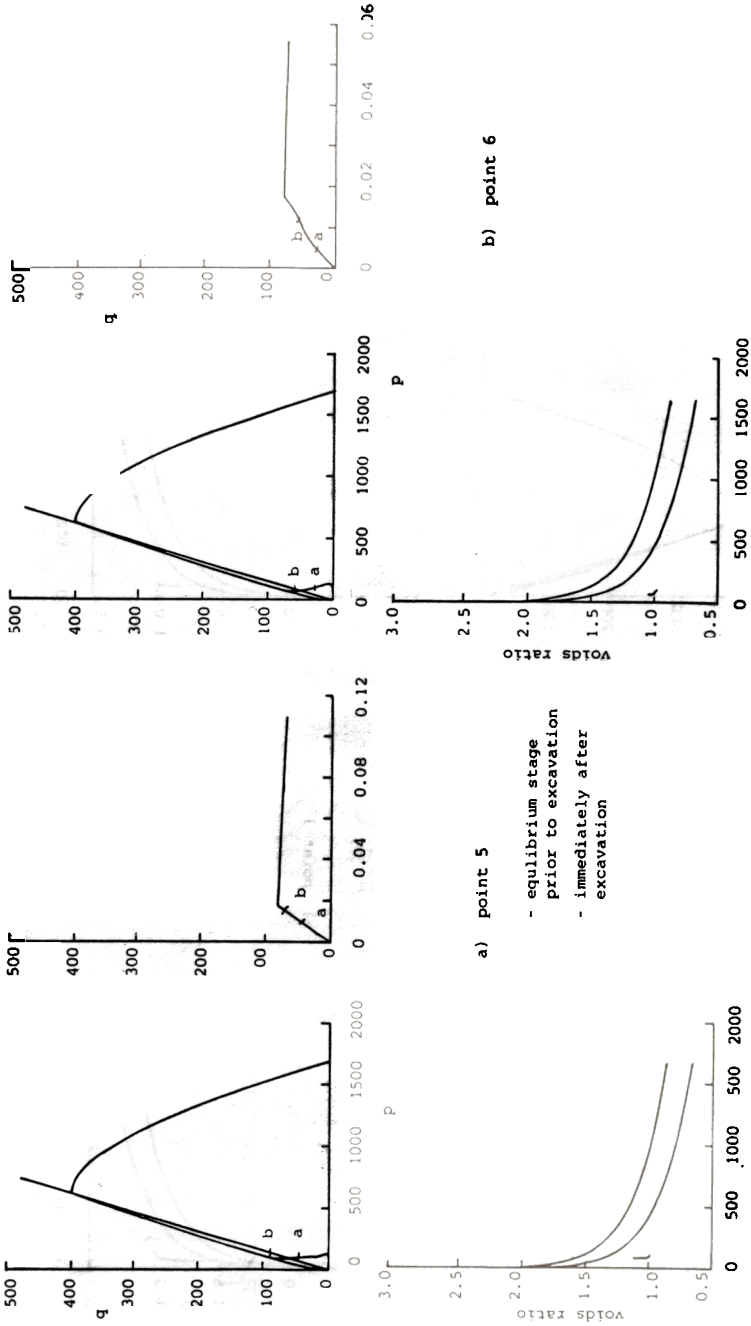 500
400
300
200
100
0
q
b
a
0 500 1000 1500 2000
p
500
400
300
200
00
0
b
a
0 0.04 0.08 0.12
500
400
300
200
100
0
b
a
0 500 1000 1500 2000
p
500
400
300
200
100
0
q
b
a
0 0.02 0.04 0.06
3.0
2.5
2.0
1.5
1.0
0.5
voids ratio
0 500 .1000 500 2000
a) point 5
- equlibrium stage
prior to excavation
- immediately after
excavation
3.0
2.5
2.0
1.5
1.0
0.5
voids ratio
0 500 1000 1500 2000
b) point 6